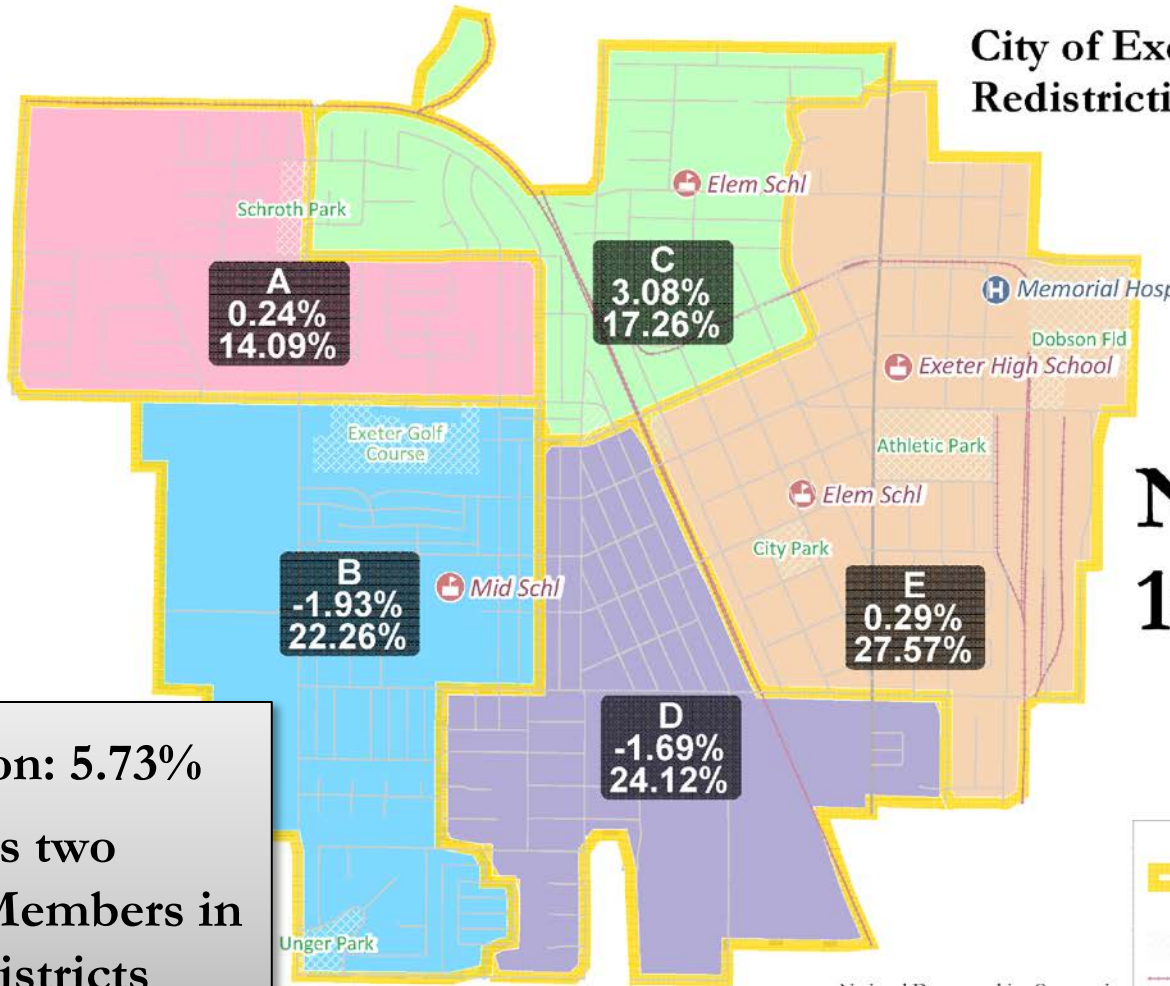 City of Exe
Redistricti
Elem Schl
Schroth Park
A
0.24%
14.09%
C
3.08%
17.26%
Memorial Hosp
Dobson Fld
Exeter High School
Exeter Golf
Course
Athletic Park
Elem Schl
City Park
N
1
B
-1.93%
22.26%
Mid Schl
E
0.29%
27.57%
D
-1.69%
24.12%
on: 5.73%
s two
Members in
istricts
Unger Park